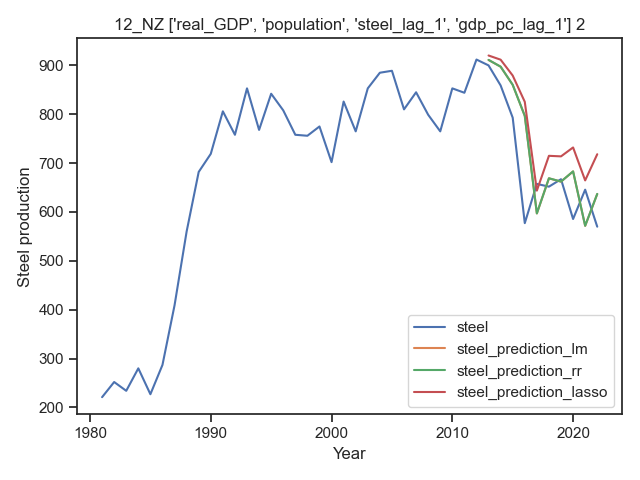 12_NZ ['real_GDP', 'population', 'steel_lag_1', 'gdp_pc_lag_1'] 2
900
800
700
600
500
400
300
200
Steel production
1980
1990
2000
2010
2020
Year
steel
steel_prediction_lm
steel_prediction_rr
steel_prediction_lasso